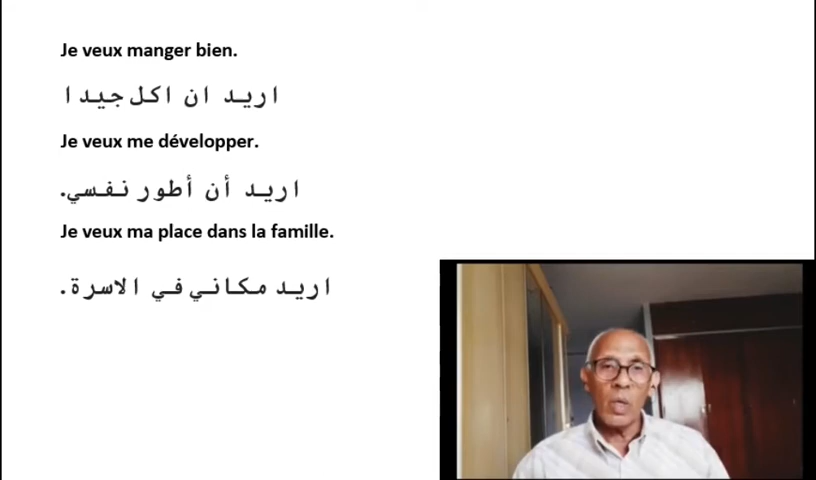 Je veux manger bien.
اريد ان اكل جيدا
Je veux me développer.
اريد أن أطور نفسي.
Je veux ma place dans la famille.
اريد مكاني في الاسرة.